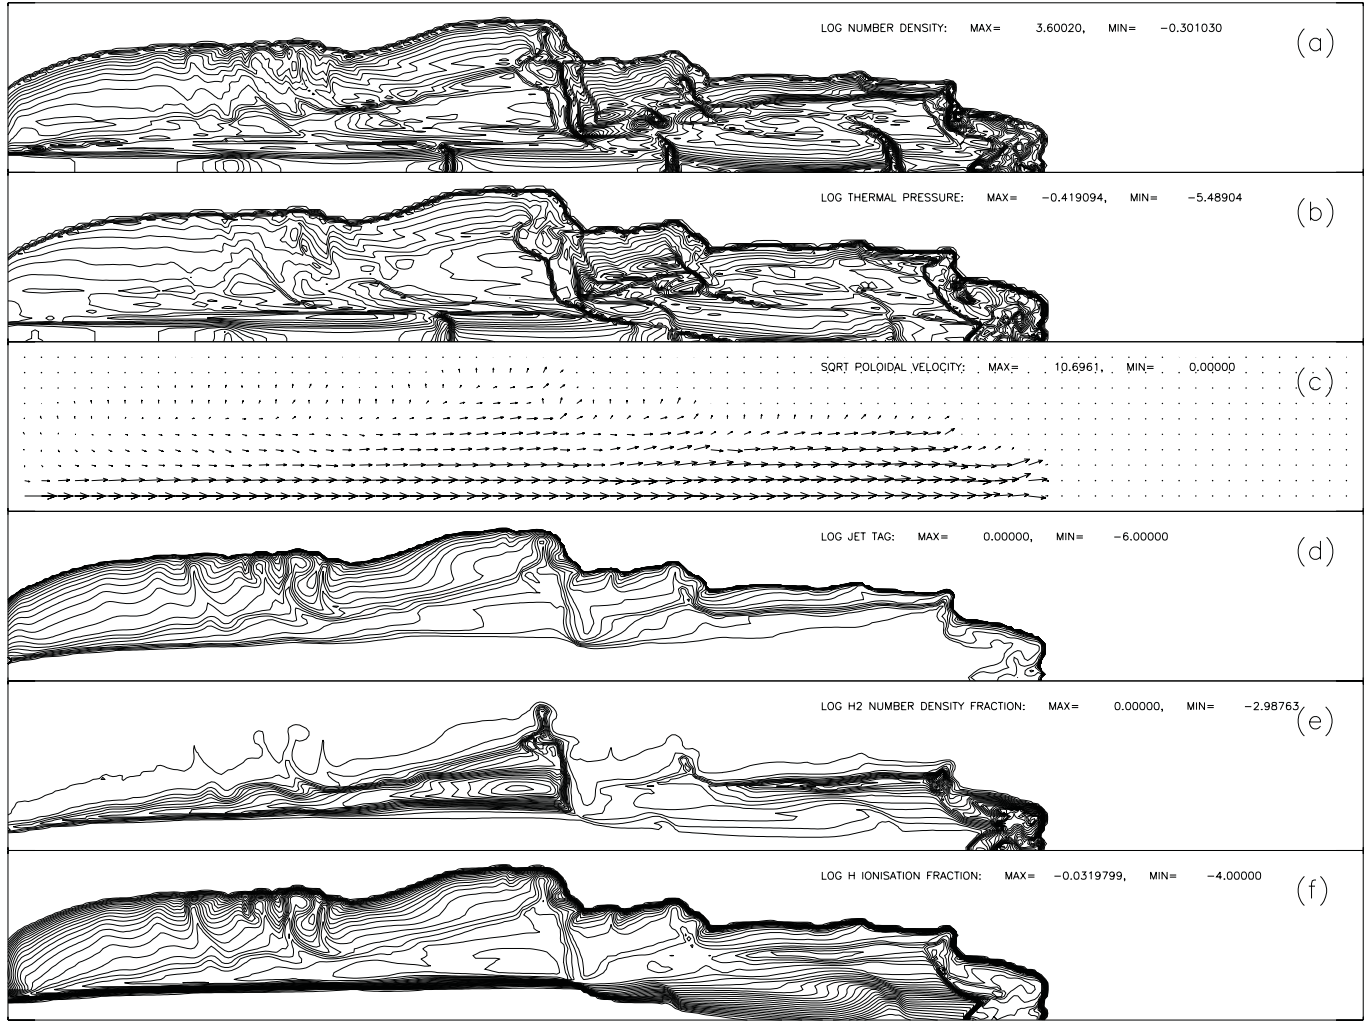 LOG NUMBER DENSITY: MAX= 3.60020, MIN= -0.301030 (a)
LOG THERMAL PRESSURE: MAX= -0.419094, MIN= -5.48904 (b)
SQRT POLOIDAL VELOCITY: MAX= 10.6961, MIN= 0.00000 (c)
LOG JET TAG: MAX= 0.00000, MIN= -6.00000 (d)
LOG H2 NUMBER DENSITY FRACTION: MAX= 0.00000, MIN= -2.98763 (e)
LOG H IONISATION FRACTION: MAX= -0.0319799, MIN= -4.00000 (f)